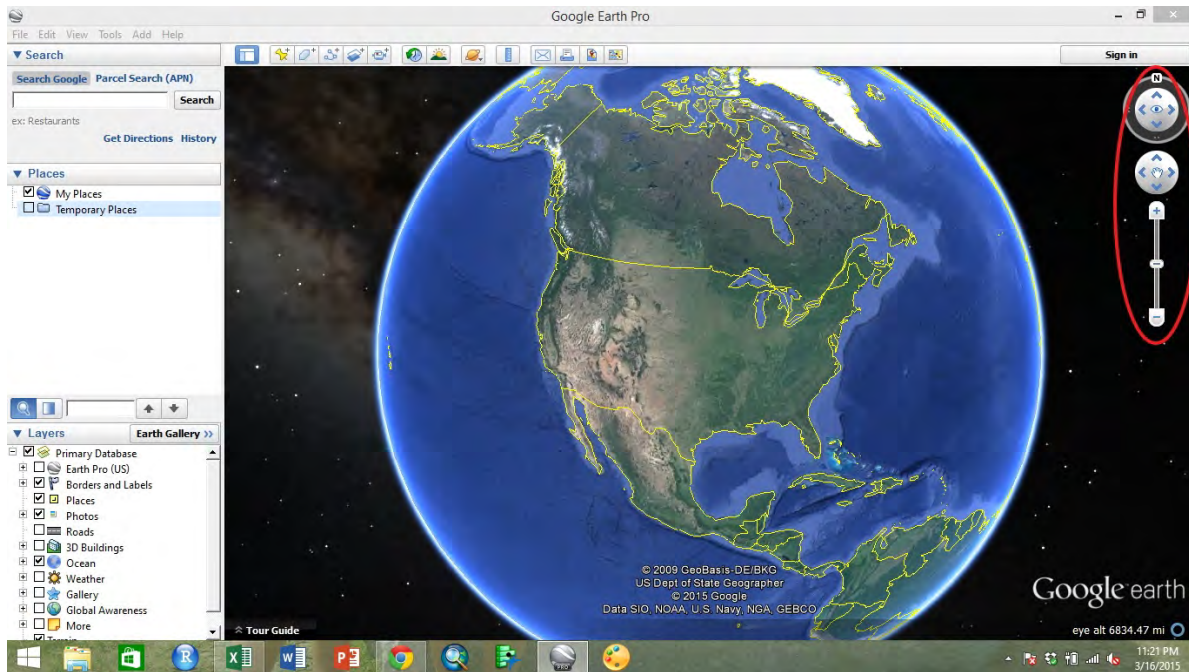 Google Earth Pro
File Edit View Tools Add Help
▼ Search
Sign in
Search Google Parcel Search (APN)
Search
ex: Restaurants
Get Directions History
▼ Places
My Places
Temporary Places
N
▼ Layers
Earth Gallery >>
Primary Database
Earth Pro (US)
Borders and Labels
Places
Photos
Roads
3D Buildings
Ocean
Weather
Gallery
Global Awareness
More
Terrain
© 2009 GeoBasis-DE/BKG
US Dept of State Geographer
© 2015 Google
Data SIO, NOAA, U.S. Navy, NGA, GEBCO
Google earth
Tour Guide
eye alt 6834.47 mi
11:21 PM
3/16/2015